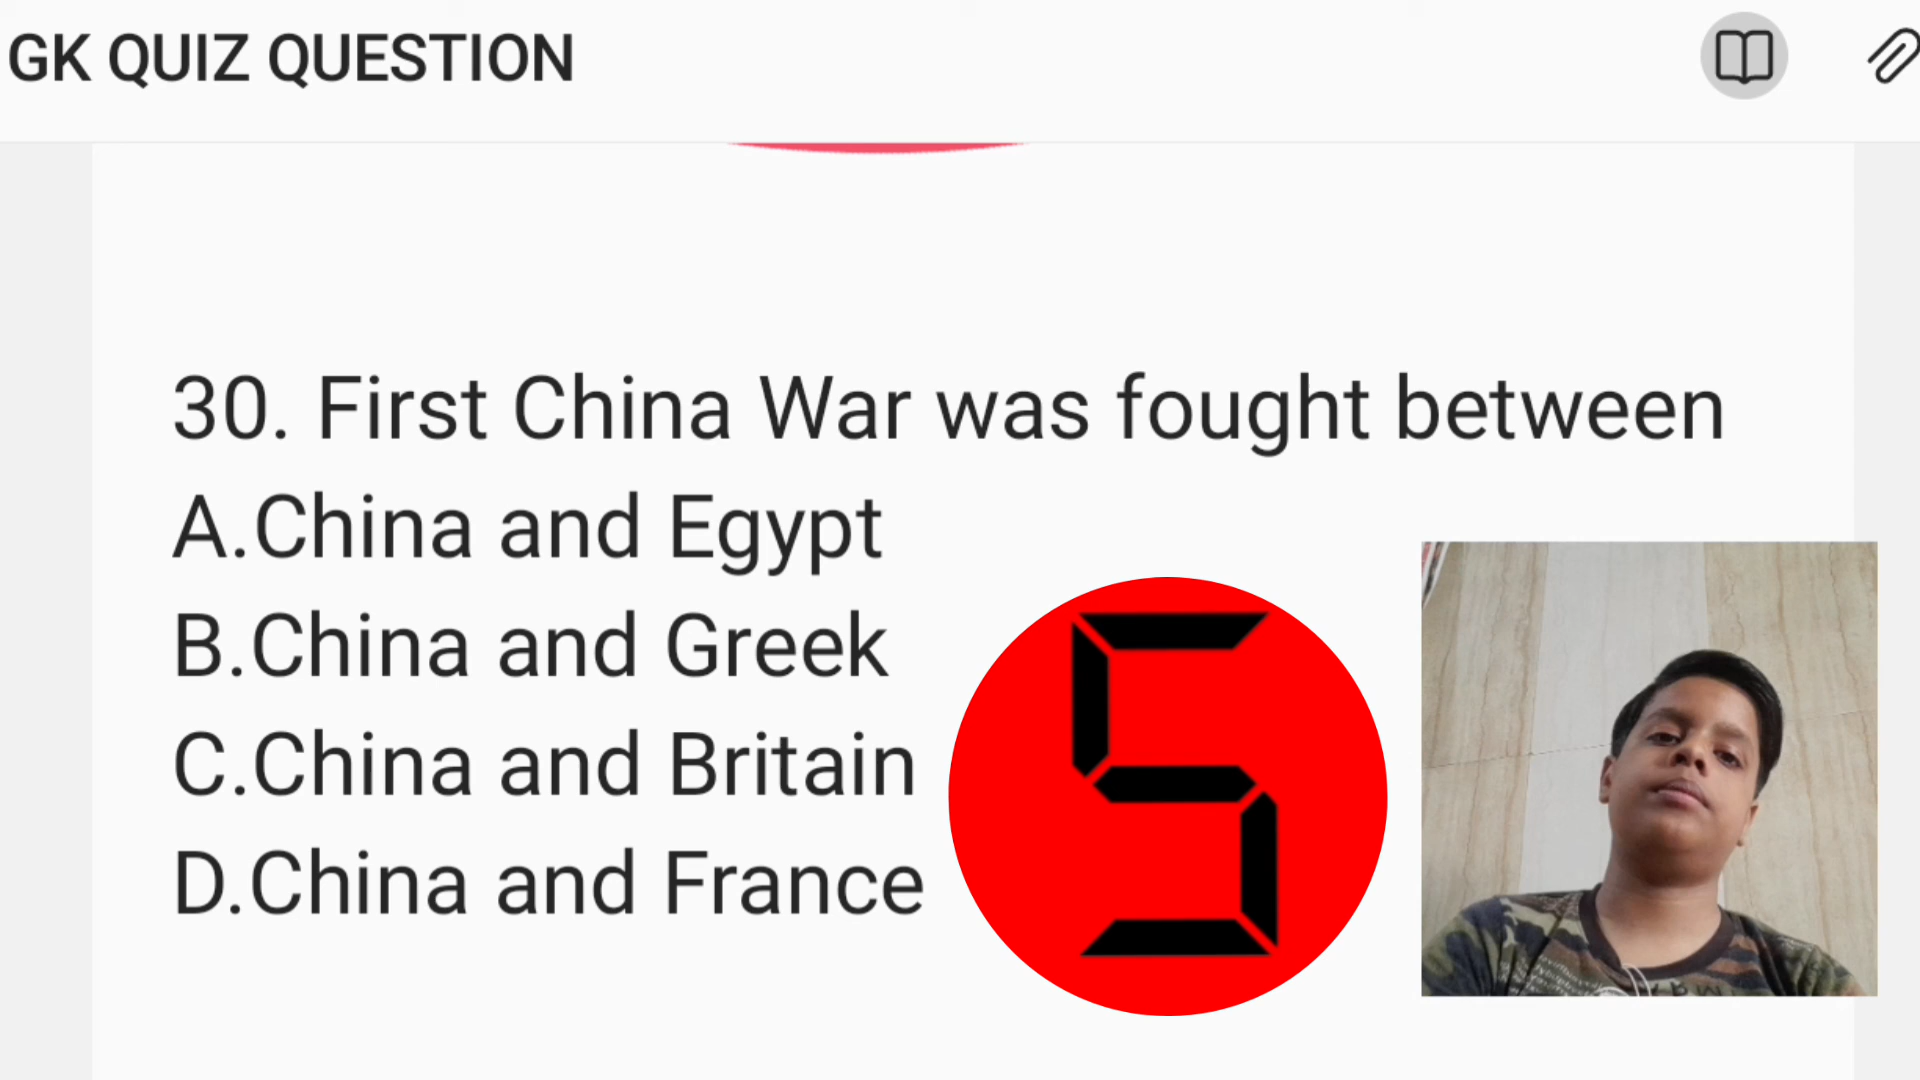 GK QUIZ QUESTION
30. First China War was fought between
A.China and Egypt
B.China and Greek
C.China and Britain
D.China and France
5